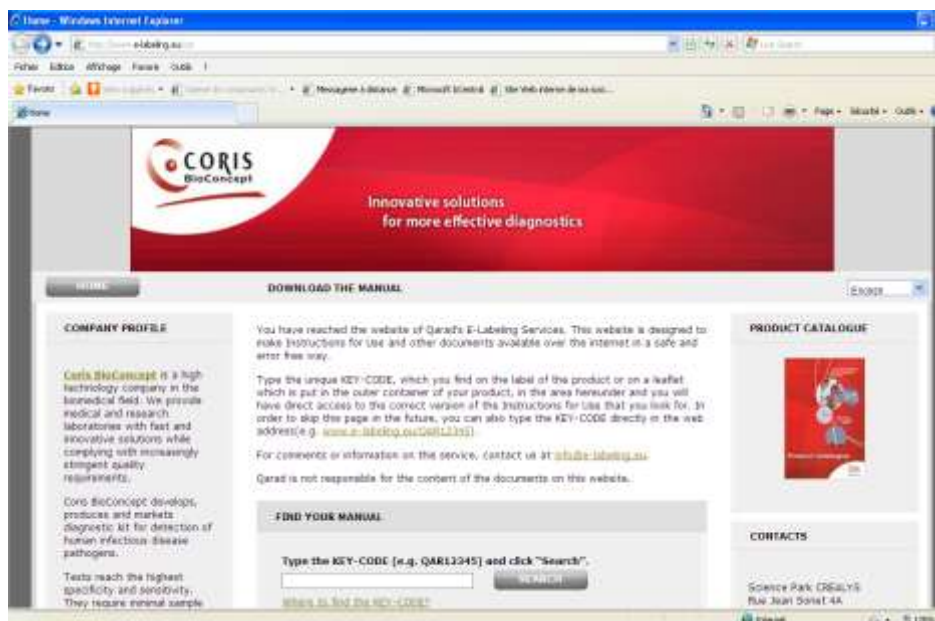 Home - Windows Internet Explorer
e-labeling.eu
Fichier Edition Affichage Favoris Outils ?
Favoris
Messagerie à distance
Home
Page Sécurité Outils
CORIS
BioConcept
Innovative solutions
for more effective diagnostics
HOME
DOWNLOAD THE MANUAL
COMPANY PROFILE
Coris BioConcept is a high
technology company in the
biomedical field. We provide
medical and research
laboratories with fast and
innovative solutions while
complying with increasingly
stringent quality
requirements.
Coris BioConcept develops,
produces and markets
diagnostic kit for detection of
human infectious disease
pathogens.
Tests reach the highest
specificity and sensitivity.
They require minimal sample
You have reached the website of Qarad's E-Labeling Services. This website is designed to
make Instructions for Use and other documents available over the internet in a safe and
error free way.
Type the unique KEY-CODE, which you find on the label of the product or on a leaflet
which is put in the outer container of your product, in the area hereunder and you will
have direct access to the correct version of the Instructions for Use that you look for. In
order to skip this page in the future, you can also type the KEY-CODE directly in the web
address(e.g. www.e-labeling.eu/QAR12345)
For comments or information on this service, contact us at info@e-labeling.eu.
Qarad is not responsible for the content of the documents on this website.
FIND YOUR MANUAL
Type the KEY-CODE [e.g. QAR12345] and click "Search".
SEARCH
Where to find the KEY-CODE?
PRODUCT CATALOGUE
Product Catalogue
CONTACTS
Science Park CREALYS
Rue Jean Sonet 4A